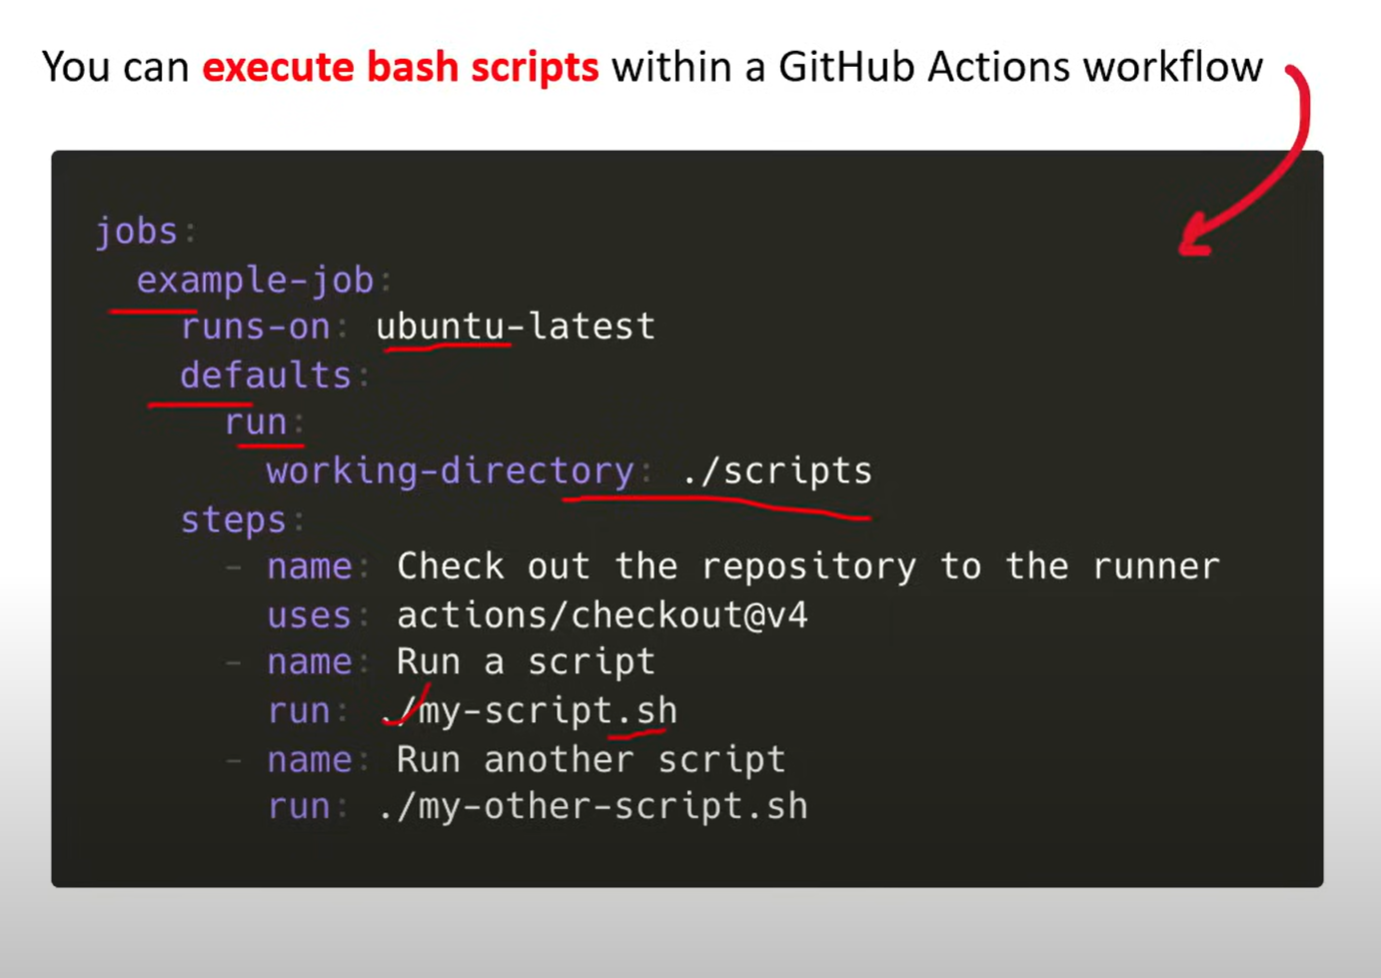 You can execute bash scripts within a GitHub Actions workflow
jobs:
example-job:
runs-on: ubuntu-latest
defaults:
run:
working-directory: ./scripts
steps:
- name: Check out the repository to the runner
uses: actions/checkout@v4
- name: Run a script
run: ./my-script.sh
- name: Run another script
run: ./my-other-script.sh